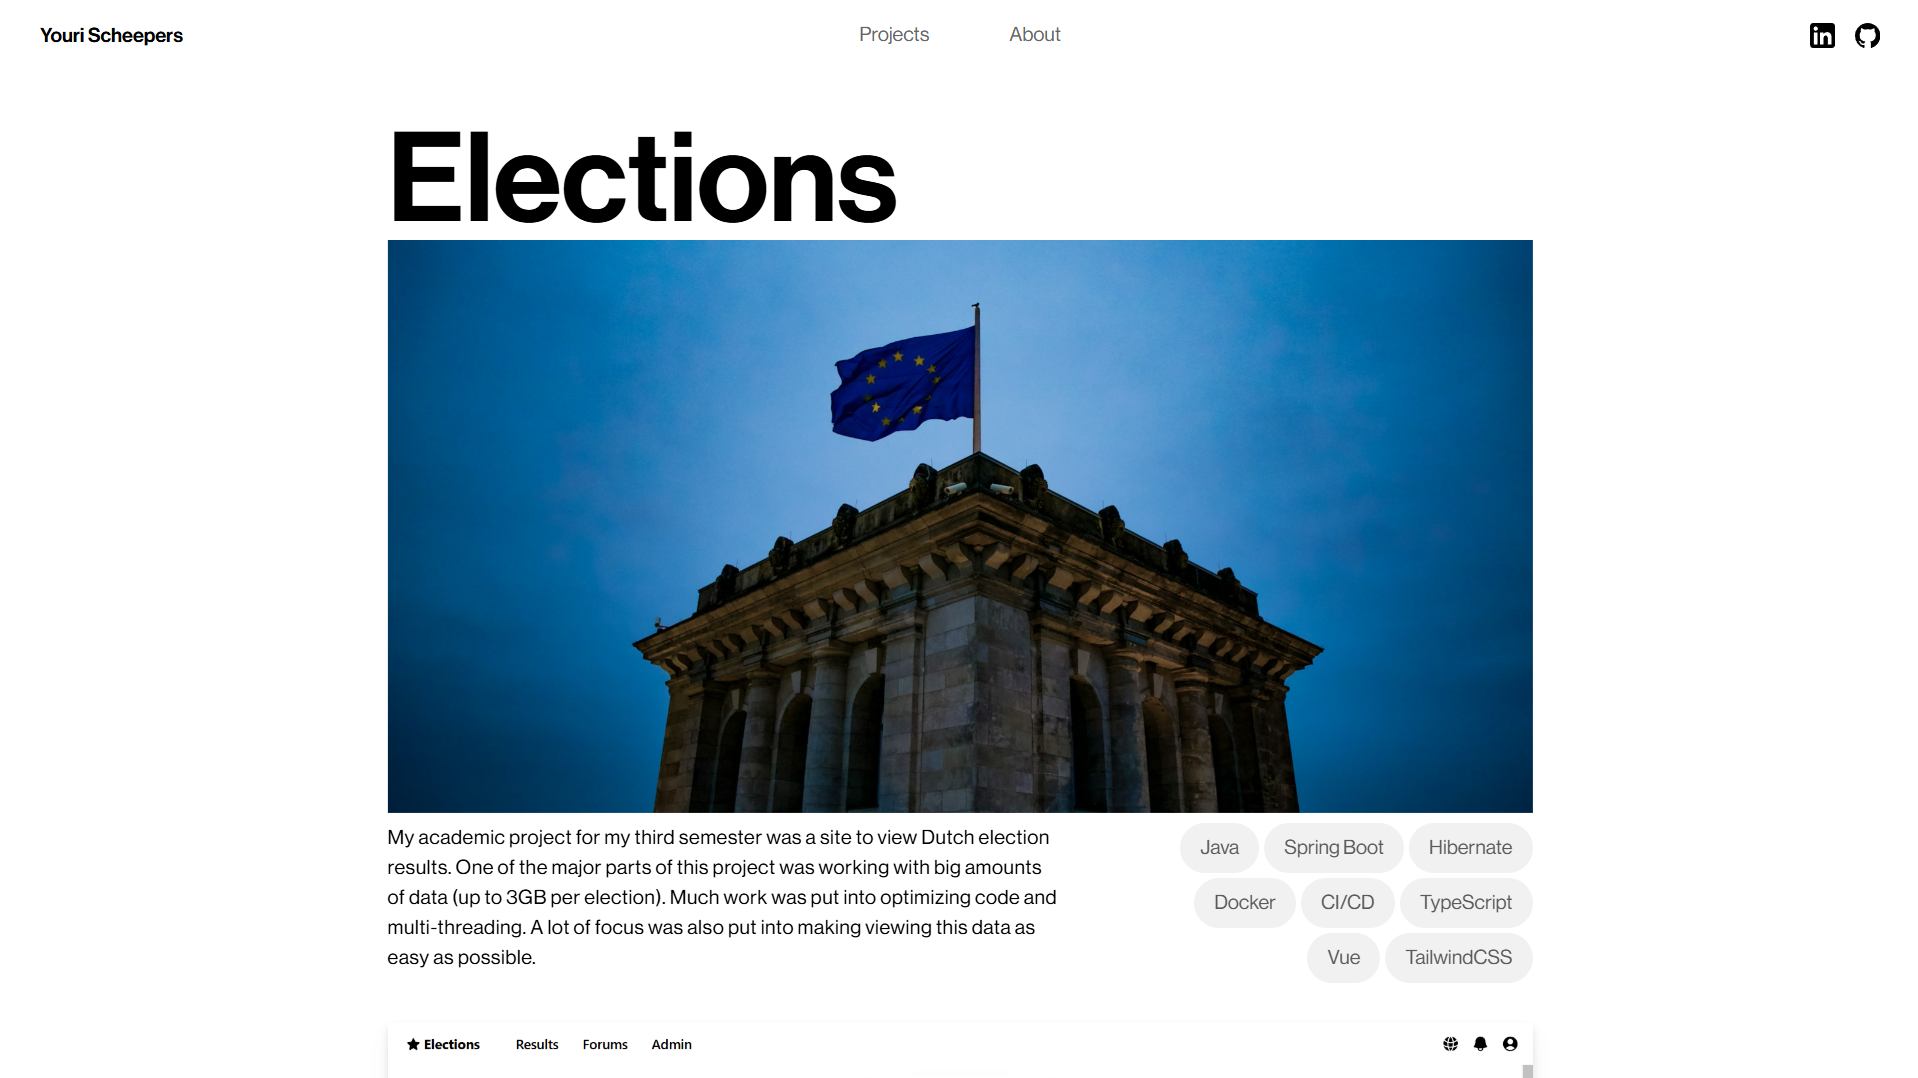 Youri Scheepers
Projects
About
Elections
My academic project for my third semester was a site to view Dutch election
results. One of the major parts of this project was working with big amounts
of data (up to 3GB per election). Much work was put into optimizing code and
multi-threading. A lot of focus was also put into making viewing this data as
easy as possible.
Java
Spring Boot
Hibernate
Docker
CI/CD
TypeScript
Vue
TailwindCSS
Elections
Results
Forums
Admin